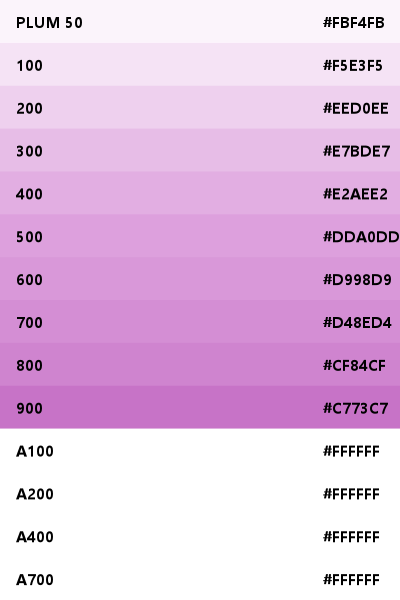 PLUM 50 #FBF4FB
100 #F5E3F5
200 #EED0EE
300 #E7BDE7
400 #E2AEE2
500 #DDA0DD
600 #D998D9
700 #D48ED4
800 #CF84CF
900 #C773C7
A100 #FFFFFF
A200 #FFFFFF
A400 #FFFFFF
A700 #FFFFFF